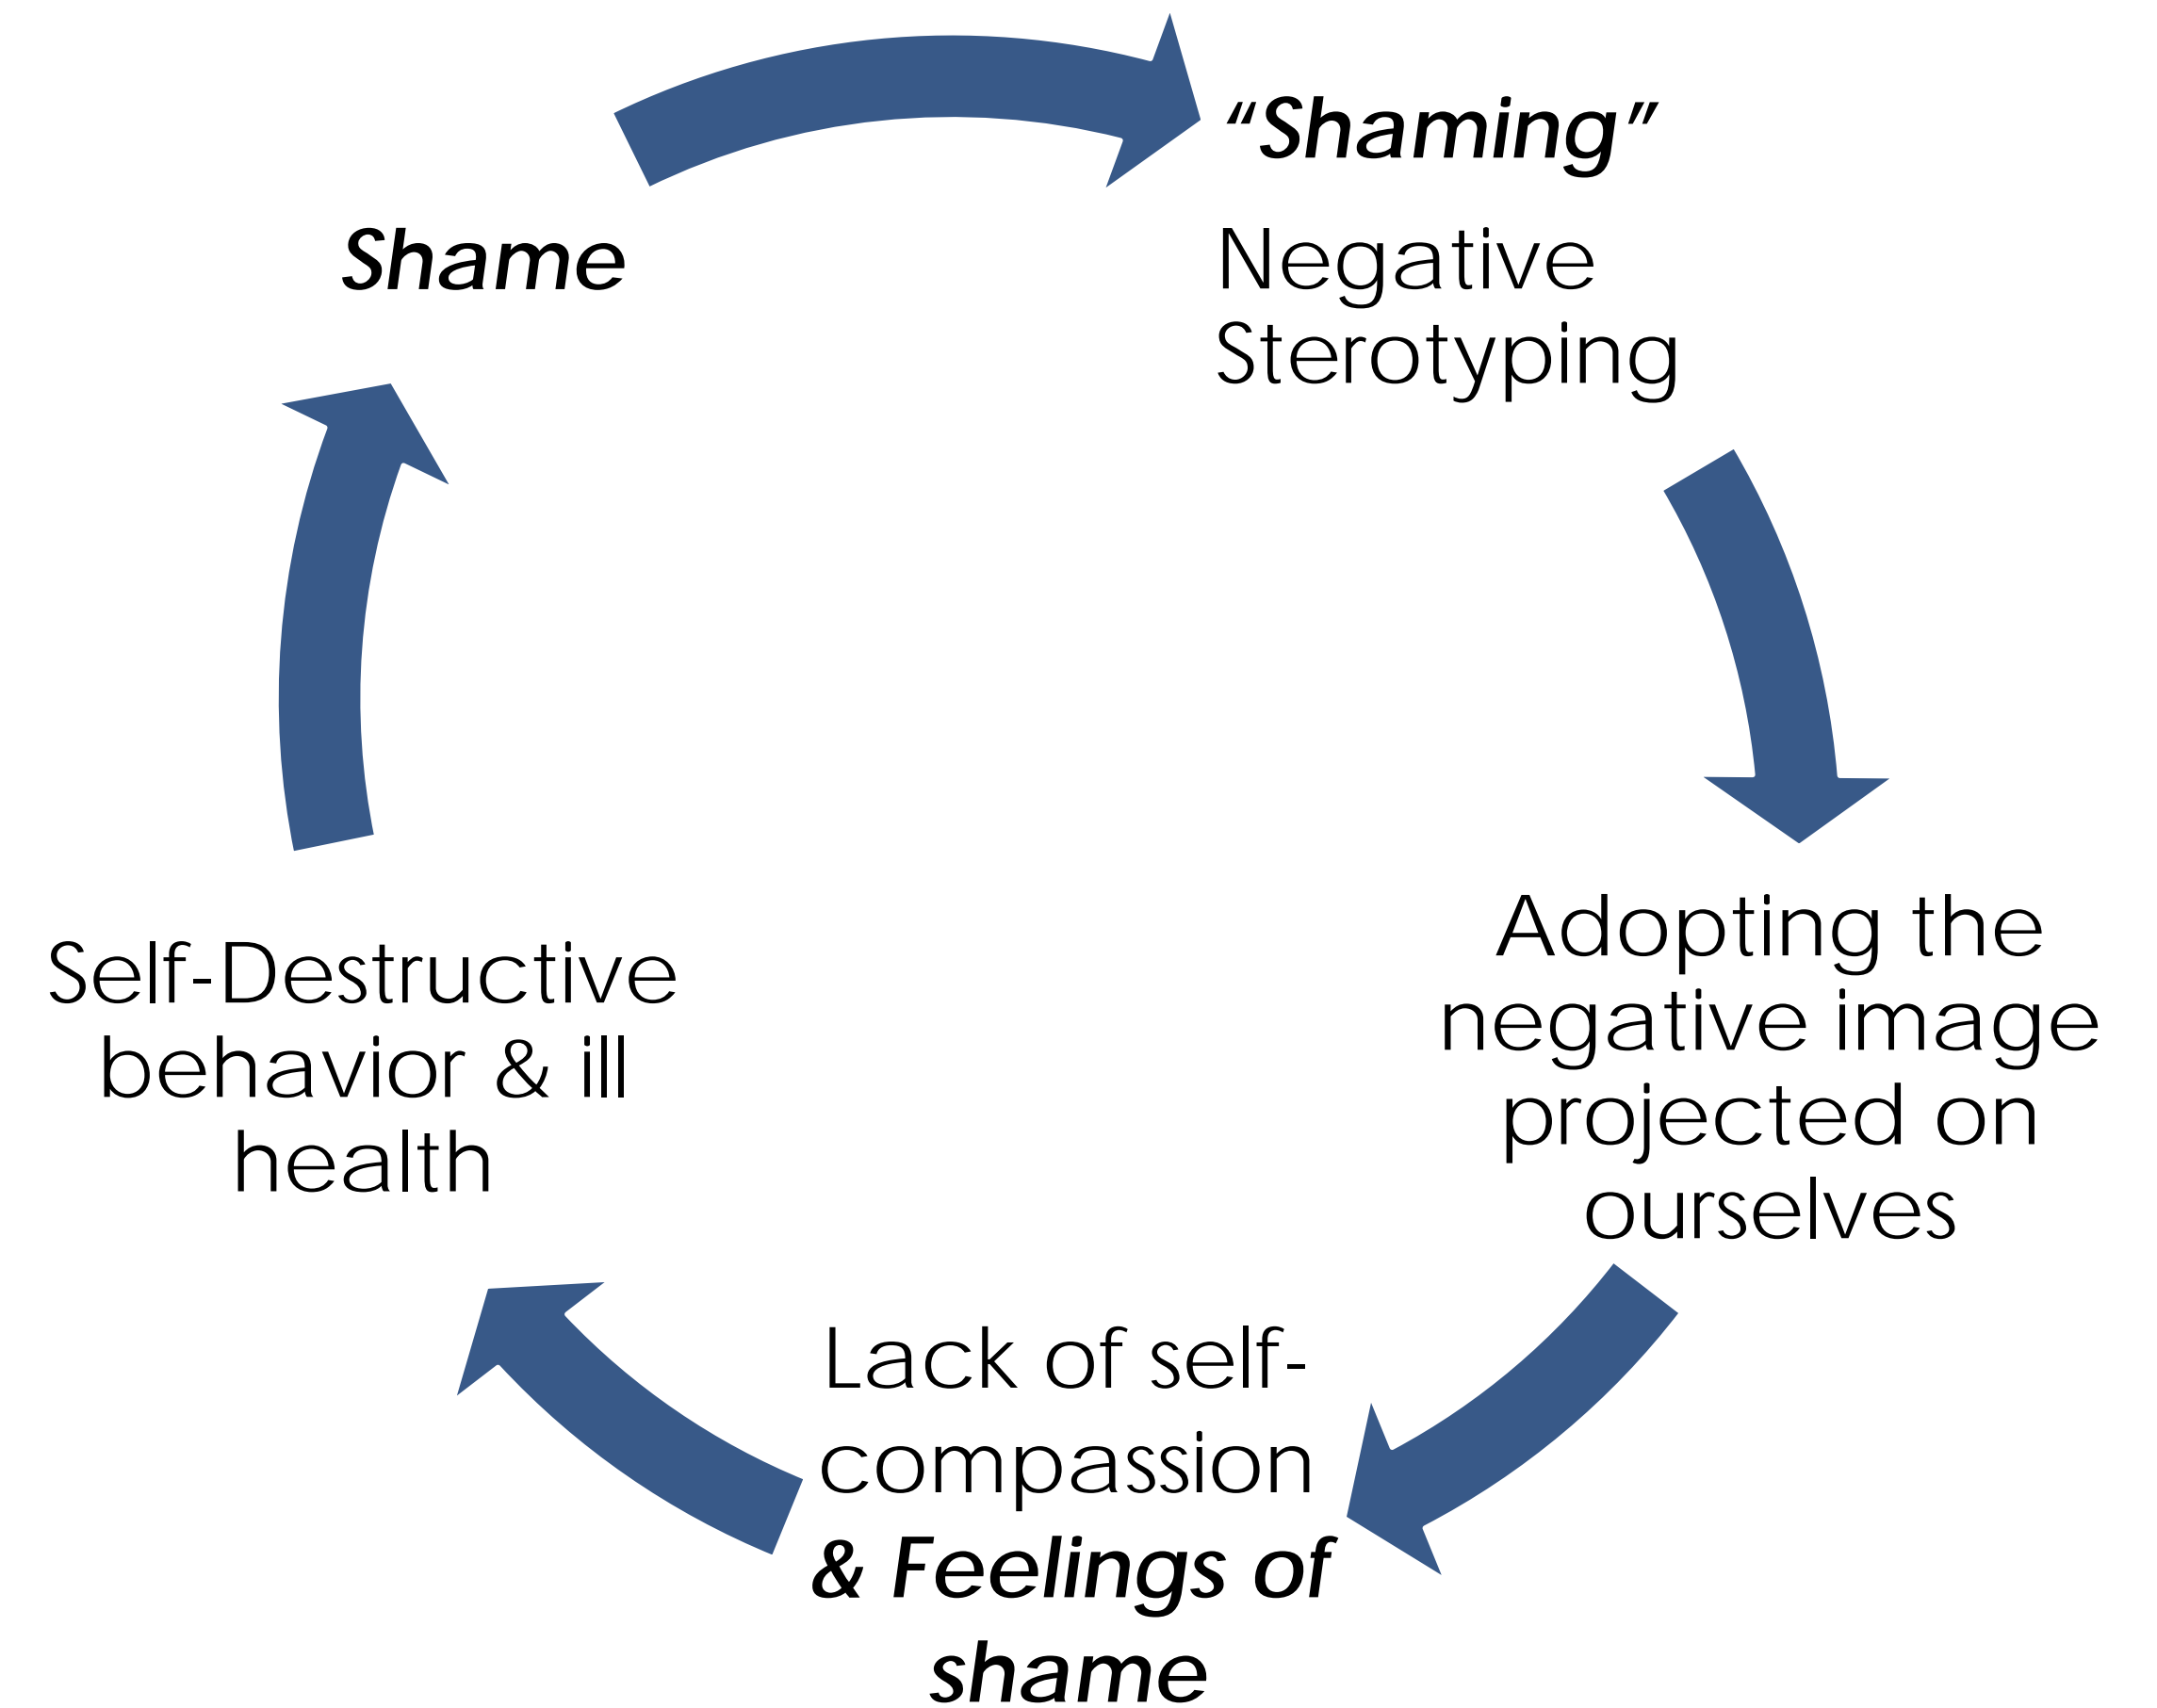 Shame
“Shaming”
Negative
Sterotyping
Adopting the
negative image
projected on
ourselves
Lack of self-
compassion
& Feelings of
shame
Self-Destructive
behavior & ill
health